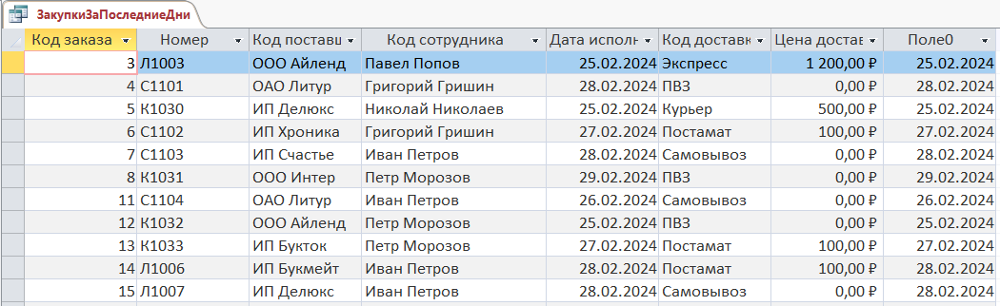 ЗакупкиЗаПоследниеДни
Код заказа Номер Код поставщ Код сотрудника Дата исполн Код доставк Цена достав Поле0
3 Л1003 ООО Айленд Павел Попов 25.02.2024 Экспресс 1 200,00 ₽ 25.02.2024
4 С1101 ОАО Литур Григорий Гришин 28.02.2024 ПВЗ 0,00 ₽ 28.02.2024
5 К1030 ИП Делюкс Николай Николаев 25.02.2024 Курьер 500,00 ₽ 25.02.2024
6 С1102 ИП Хроника Григорий Гришин 27.02.2024 Постамат 100,00 ₽ 27.02.2024
7 С1103 ИП Счастье Иван Петров 28.02.2024 Самовывоз 0,00 ₽ 28.02.2024
8 К1031 ООО Интер Петр Морозов 29.02.2024 ПВЗ 0,00 ₽ 29.02.2024
11 С1104 ОАО Литур Иван Петров 26.02.2024 Самовывоз 0,00 ₽ 26.02.2024
12 К1032 ООО Айленд Петр Морозов 25.02.2024 ПВЗ 0,00 ₽ 25.02.2024
13 К1033 ИП Букток Петр Морозов 27.02.2024 Постамат 100,00 ₽ 27.02.2024
14 Л1006 ИП Букмейт Иван Петров 28.02.2024 Постамат 100,00 ₽ 28.02.2024
15 Л1007 ИП Делюкс Иван Петров 28.02.2024 Самовывоз 0,00 ₽ 28.02.2024